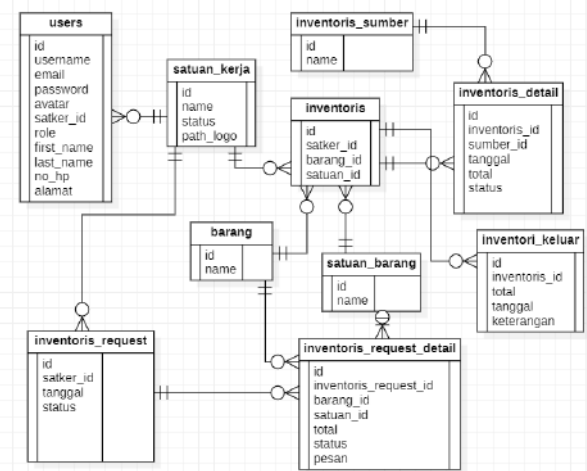 users
id
username
email
password
avatar
satker_id
role
first_name
last_name
no_hp
alamat
satuan_kerja
id
name
status
path_logo
inventoris_sumber
id
name
inventoris
id
satker_id
barang_id
satuan_id
inventoris_detail
id
inventoris_id
sumber_id
tanggal
total
status
barang
id
name
satuan_barang
id
name
inventori_keluar
id
inventoris_id
total
tanggal
keterangan
inventoris_request
id
satker_id
tanggal
status
inventoris_request_detail
id
inventoris_request_id
barang_id
satuan_id
total
status
pesan